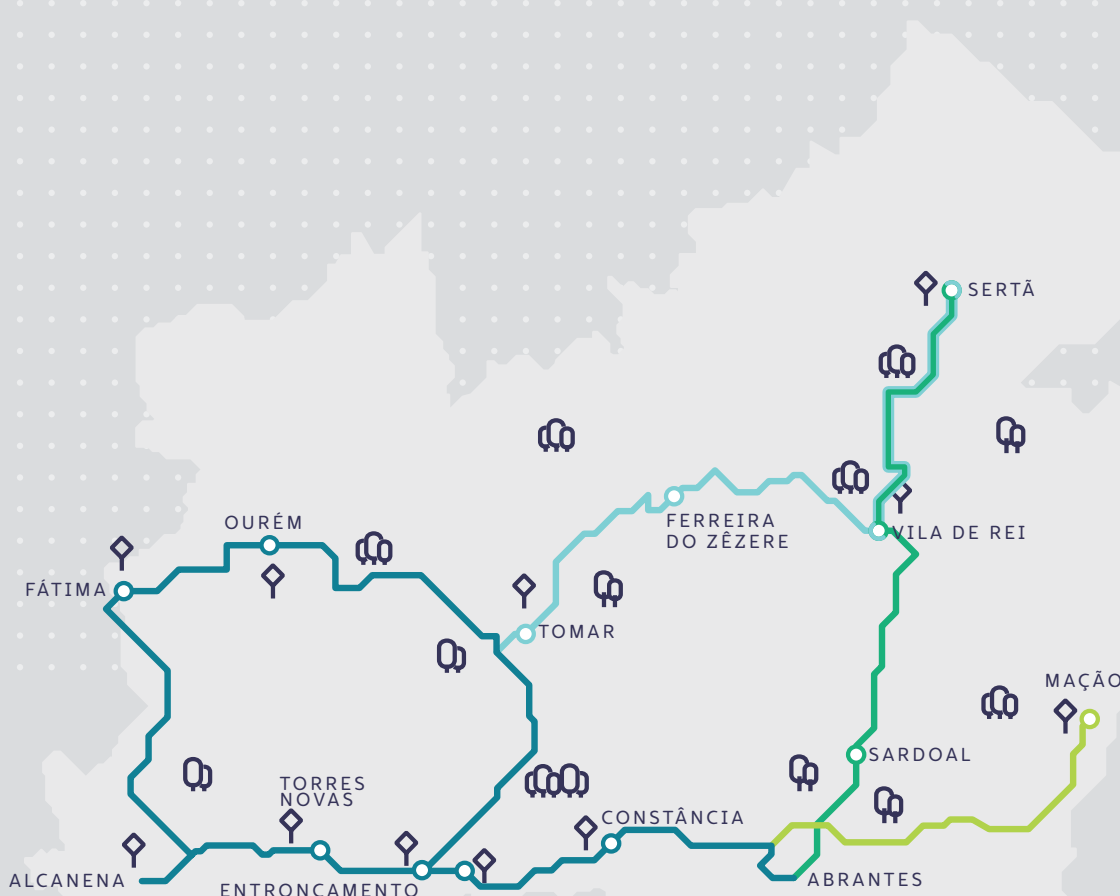 SERTÃ
OURÉM
FERREIRA
DO ZÊZERE
VILA DE REI
FÁTIMA
TOMAR
MAÇÃO
SARDOAL
TORRES
NOVAS
CONSTÂNCIA
ALCANENA
ENTRONCAMENTO
ABRANTES